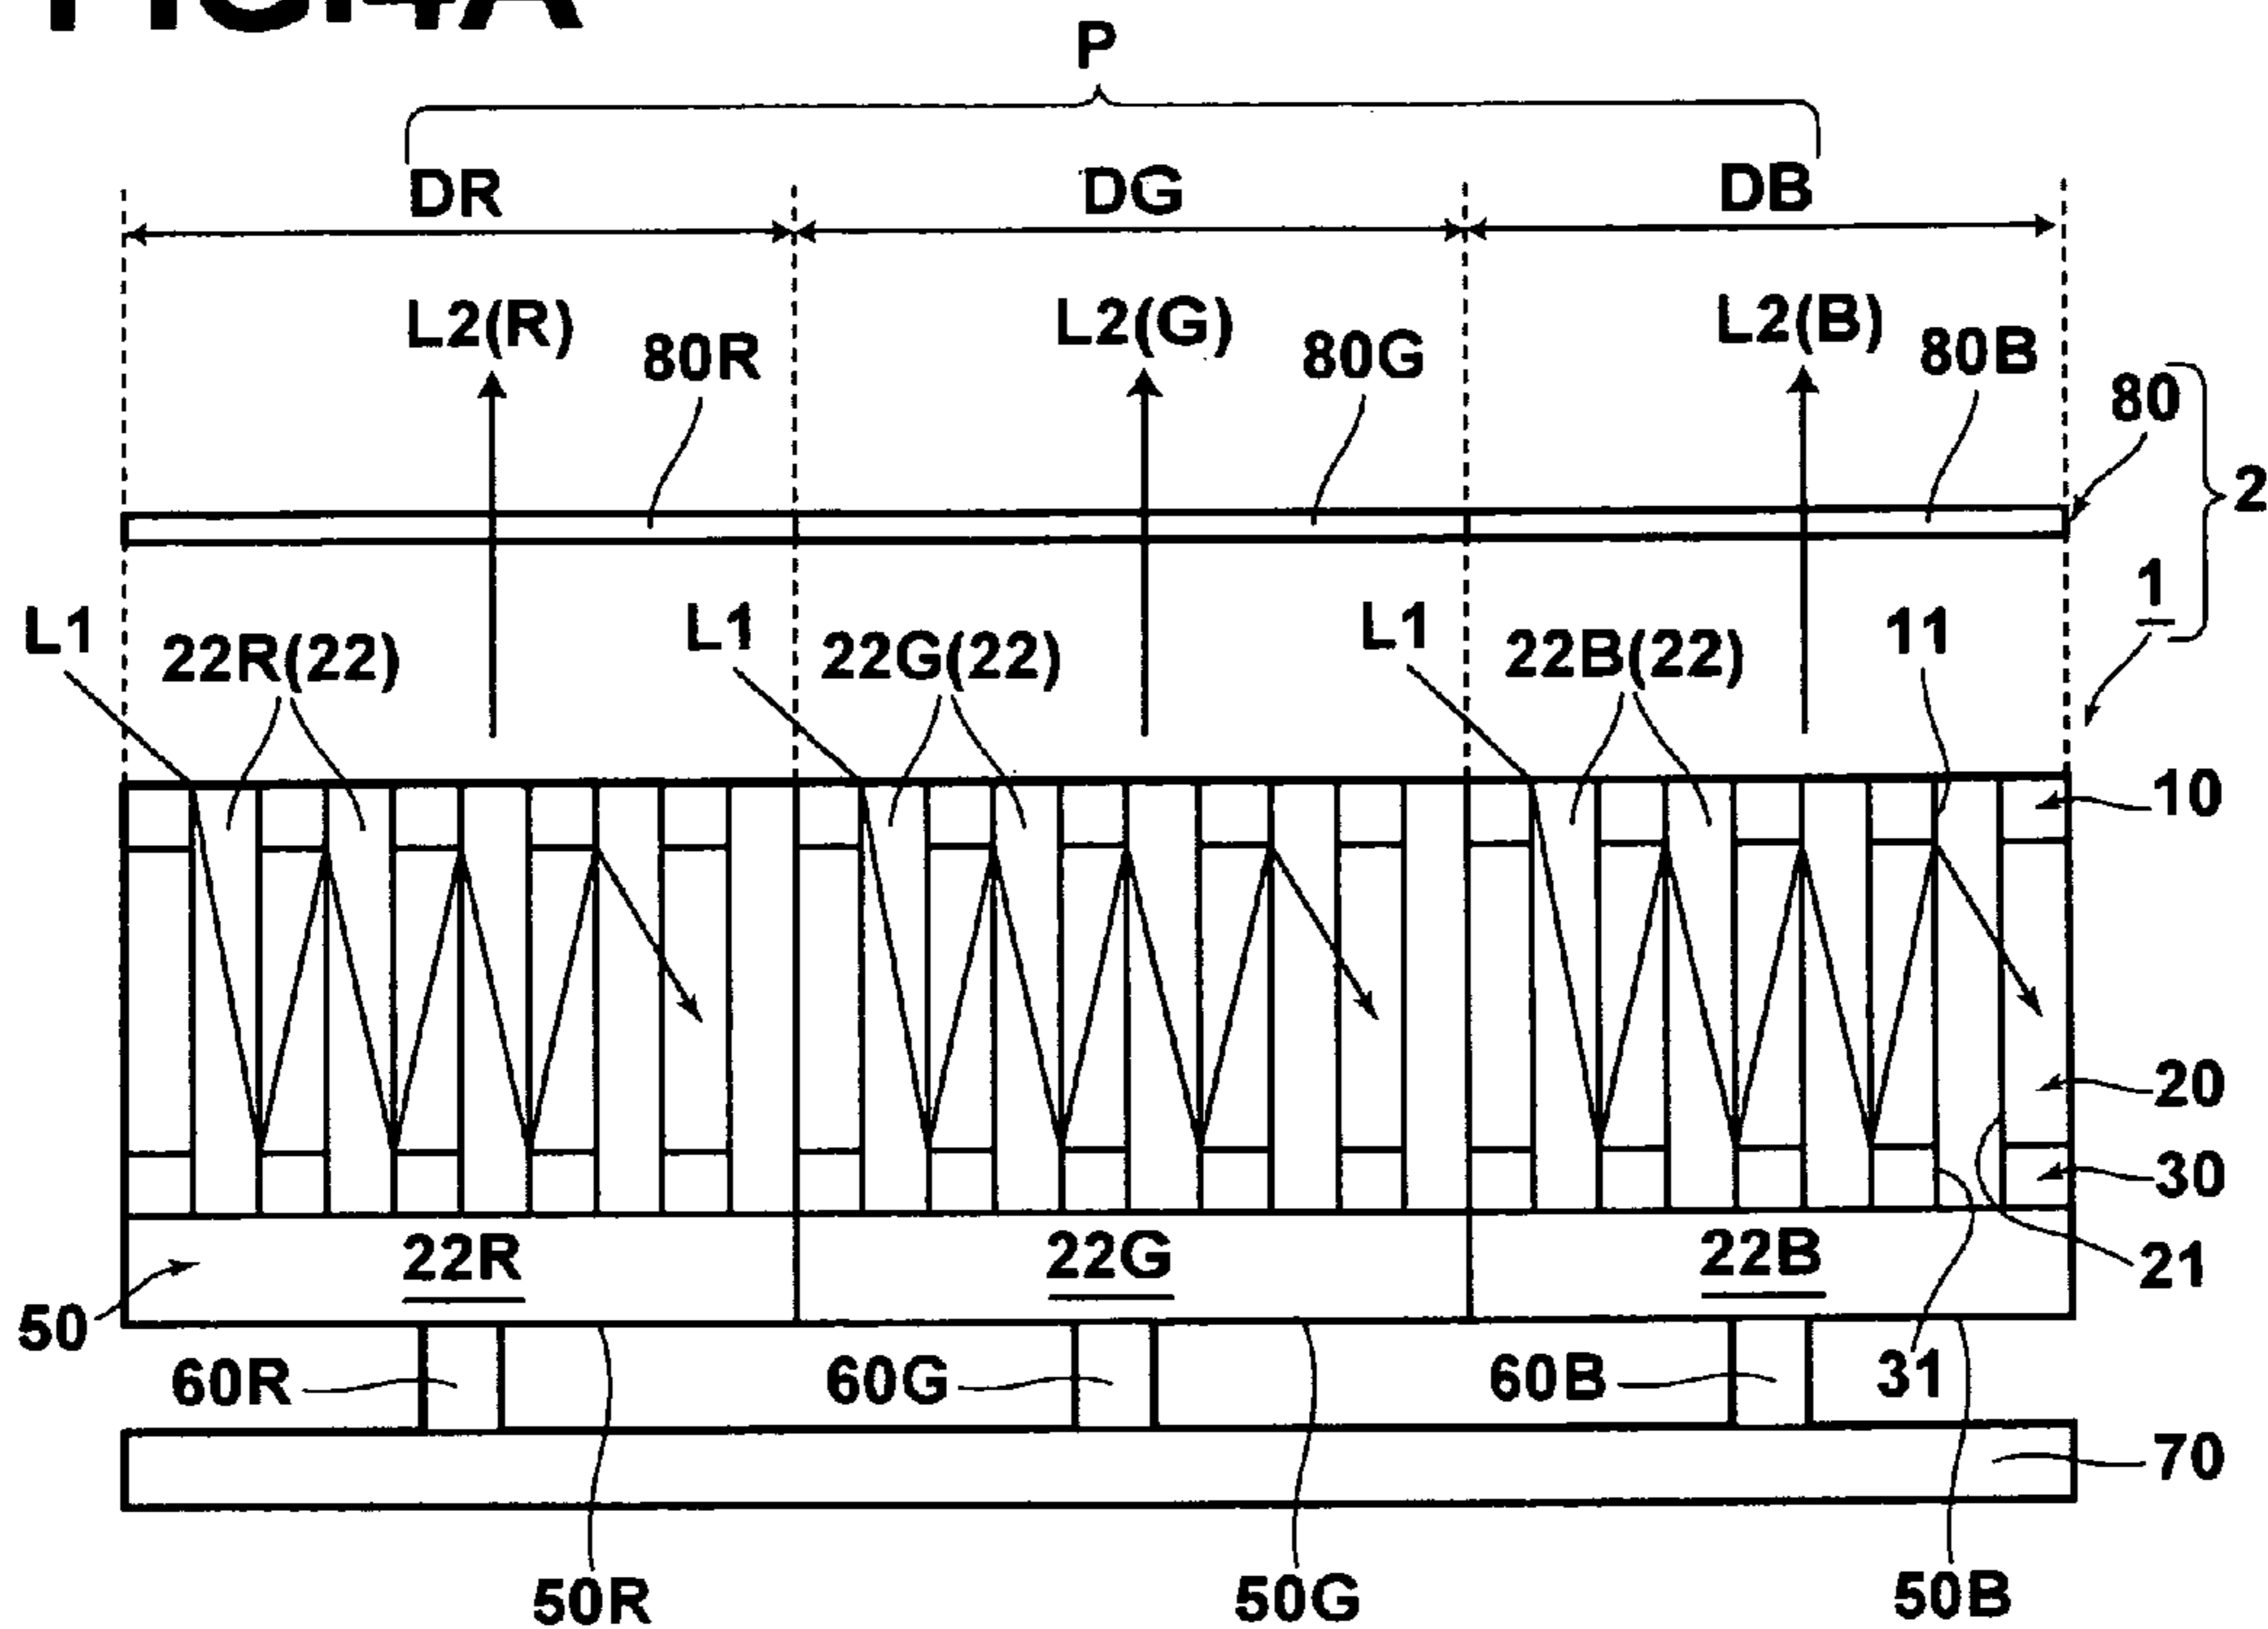 FIG.4A
P
DR DG DB
L2(R) 80R L2(G) 80G L2(B) 80B 80
2
L1 22R(22) L1 22G(22) L1 22B(22) 11 1
10
20
30
22R 22G 22B 21
50
60R 60G 60B 31
70
50R 50G 50B